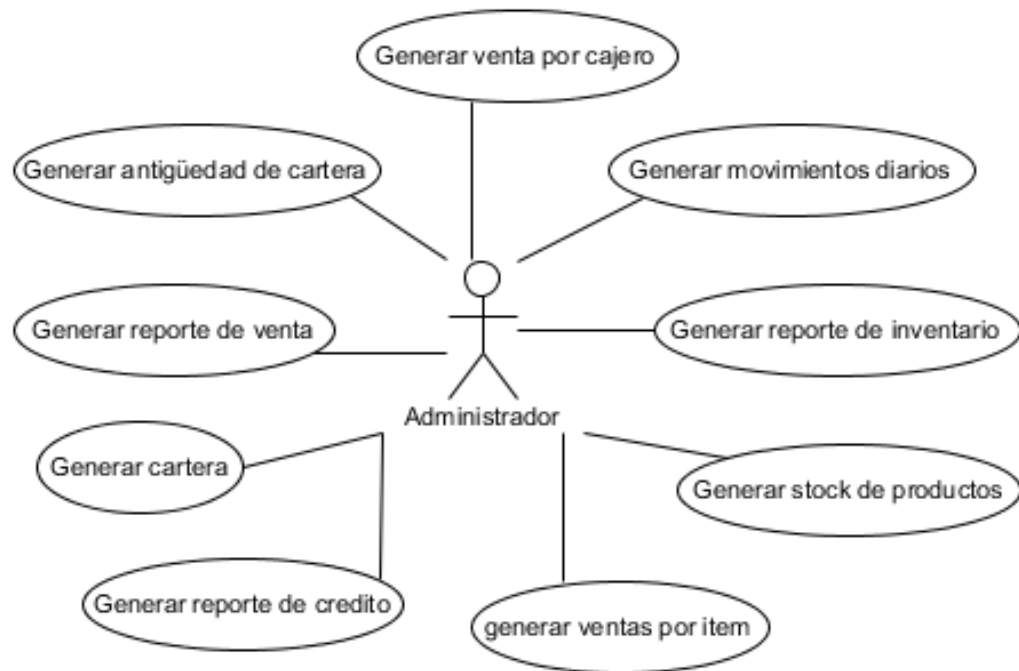 Generar venta por cajero
Generar antigüedad de cartera
Generar movimientos diarios
Generar reporte de venta
Generar reporte de inventario
Administrador
Generar cartera
Generar stock de productos
Generar reporte de credito
generar ventas por item